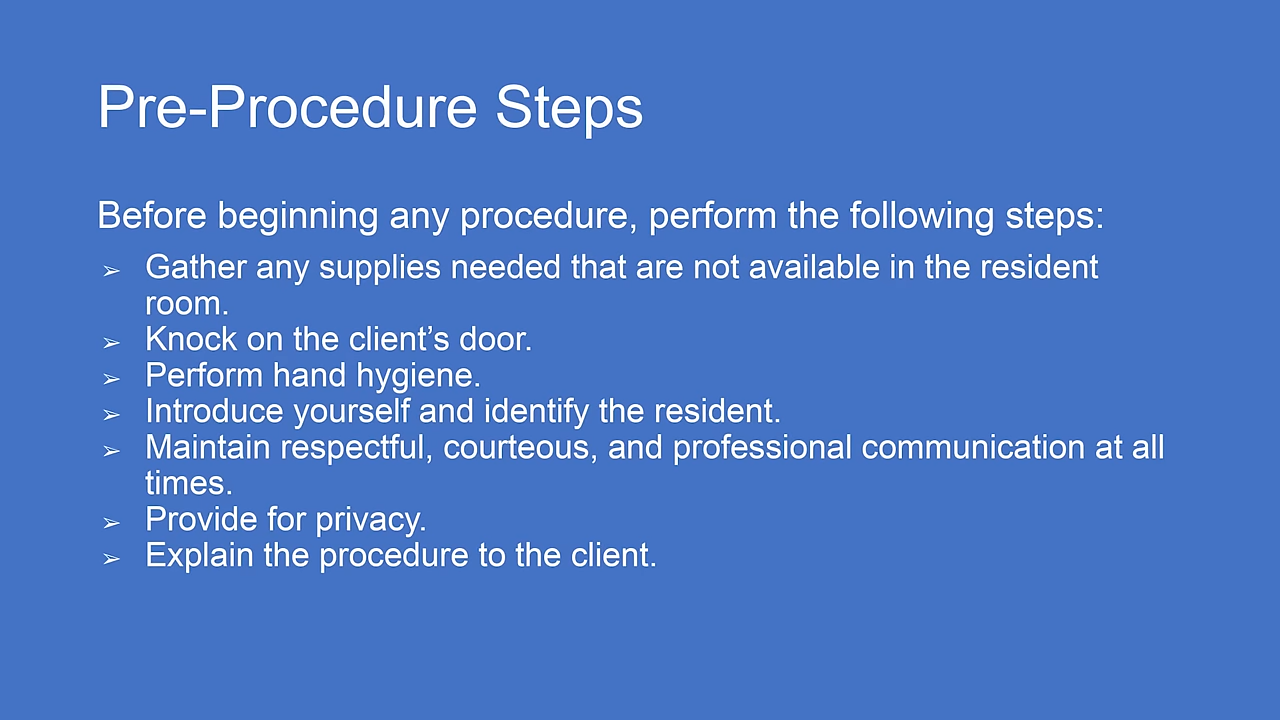 Pre-Procedure Steps
Before beginning any procedure, perform the following steps:
➢ Gather any supplies needed that are not available in the resident
room.
➢ Knock on the client’s door.
➢ Perform hand hygiene.
➢ Introduce yourself and identify the resident.
➢ Maintain respectful, courteous, and professional communication at all
times.
➢ Provide for privacy.
➢ Explain the procedure to the client.